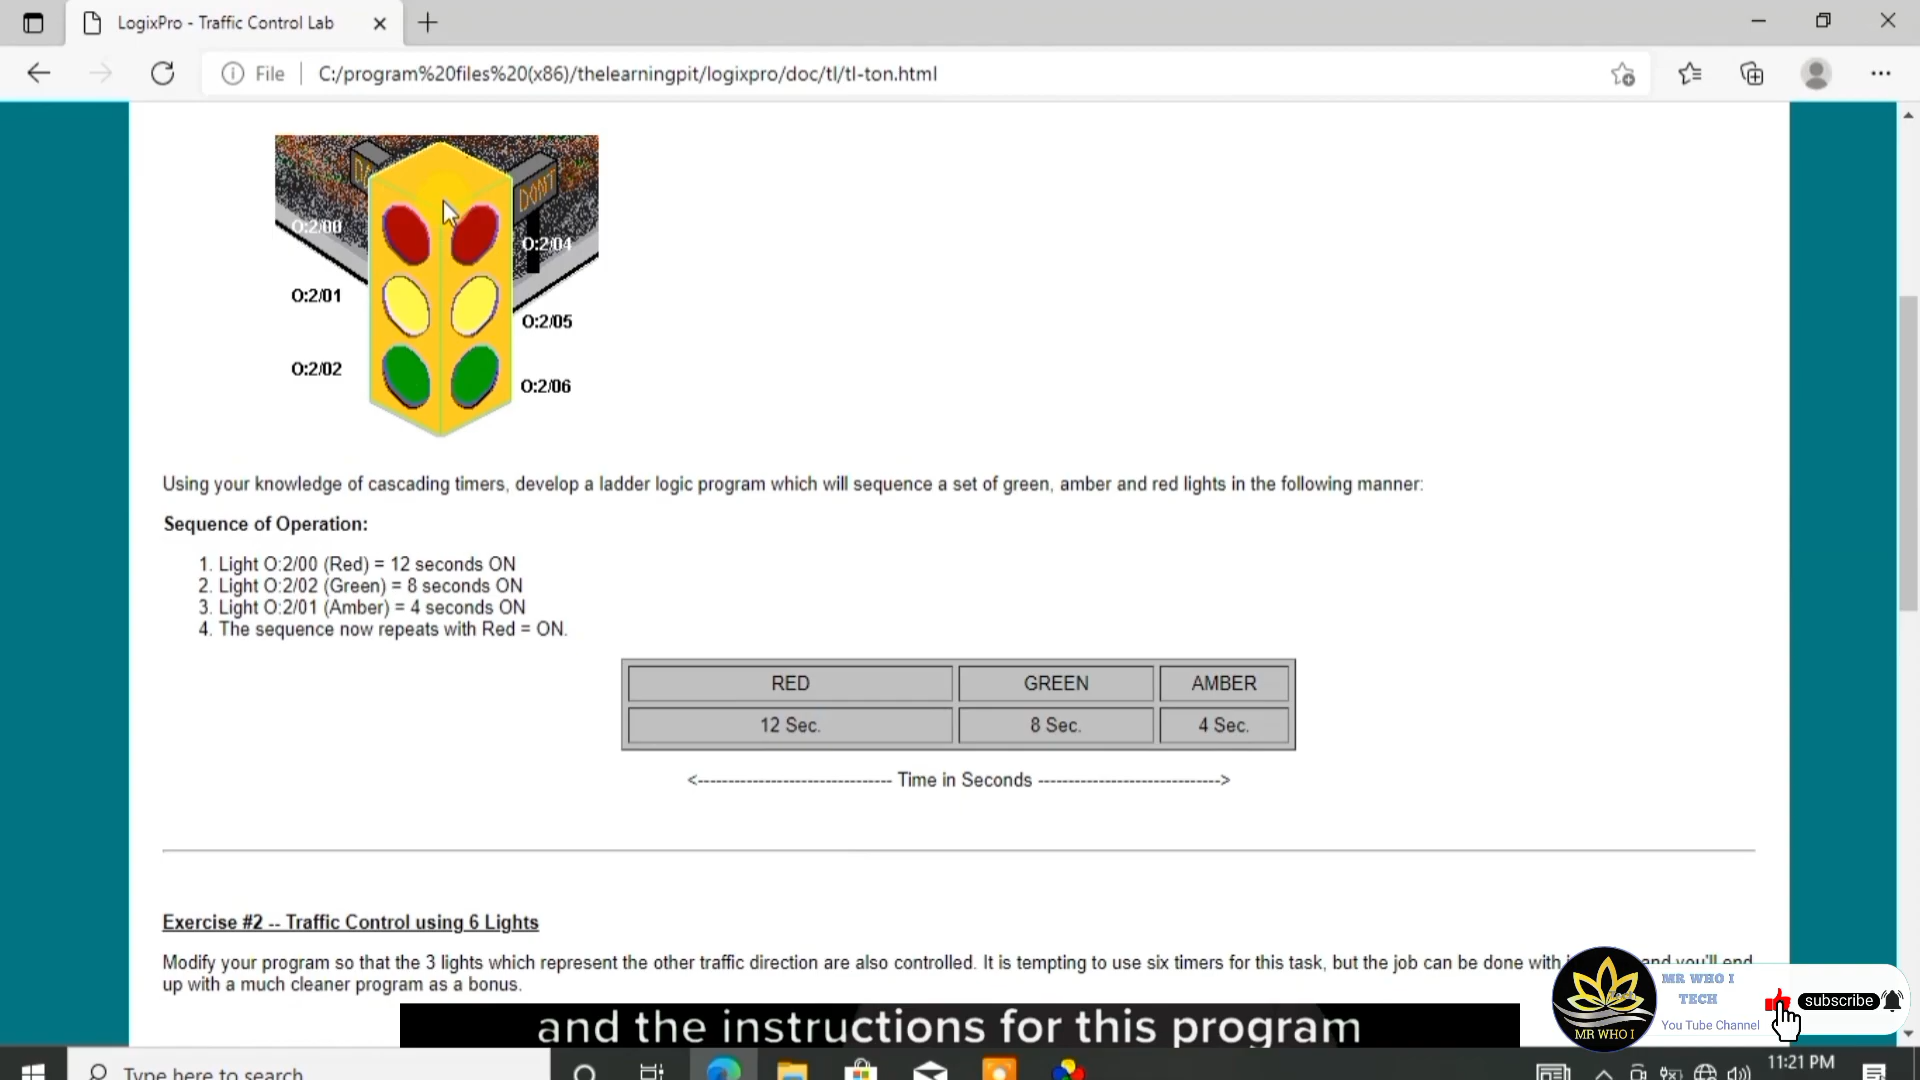 LogixPro - Traffic Control Lab
File
C:/program%20files%20(x86)/thelearningpit/logixpro/doc/tl/tl-ton.html
DONT
O:2/00
O:2/04
O:2/01
O:2/05
O:2/02
O:2/06
Using your knowledge of cascading timers, develop a ladder logic program which will sequence a set of green, amber and red lights in the following manner:
Sequence of Operation:
1. Light O:2/00 (Red) = 12 seconds ON
2. Light O:2/02 (Green) = 8 seconds ON
3. Light O:2/01 (Amber) = 4 seconds ON
4. The sequence now repeats with Red = ON.
RED GREEN AMBER
12 Sec. 8 Sec. 4 Sec.
<------------------------------- Time in Seconds ------------------------------>
Exercise #2 -- Traffic Control using 6 Lights
Modify your program so that the 3 lights which represent the other traffic direction are also controlled. It is tempting to use six timers for this task, but the job can be done with and you'll end
up with a much cleaner program as a bonus.
MR WHO I
TECH
You Tube Channel
subscribe
MR WHO I
and the instructions for this program
Type here to search
11:21 PM